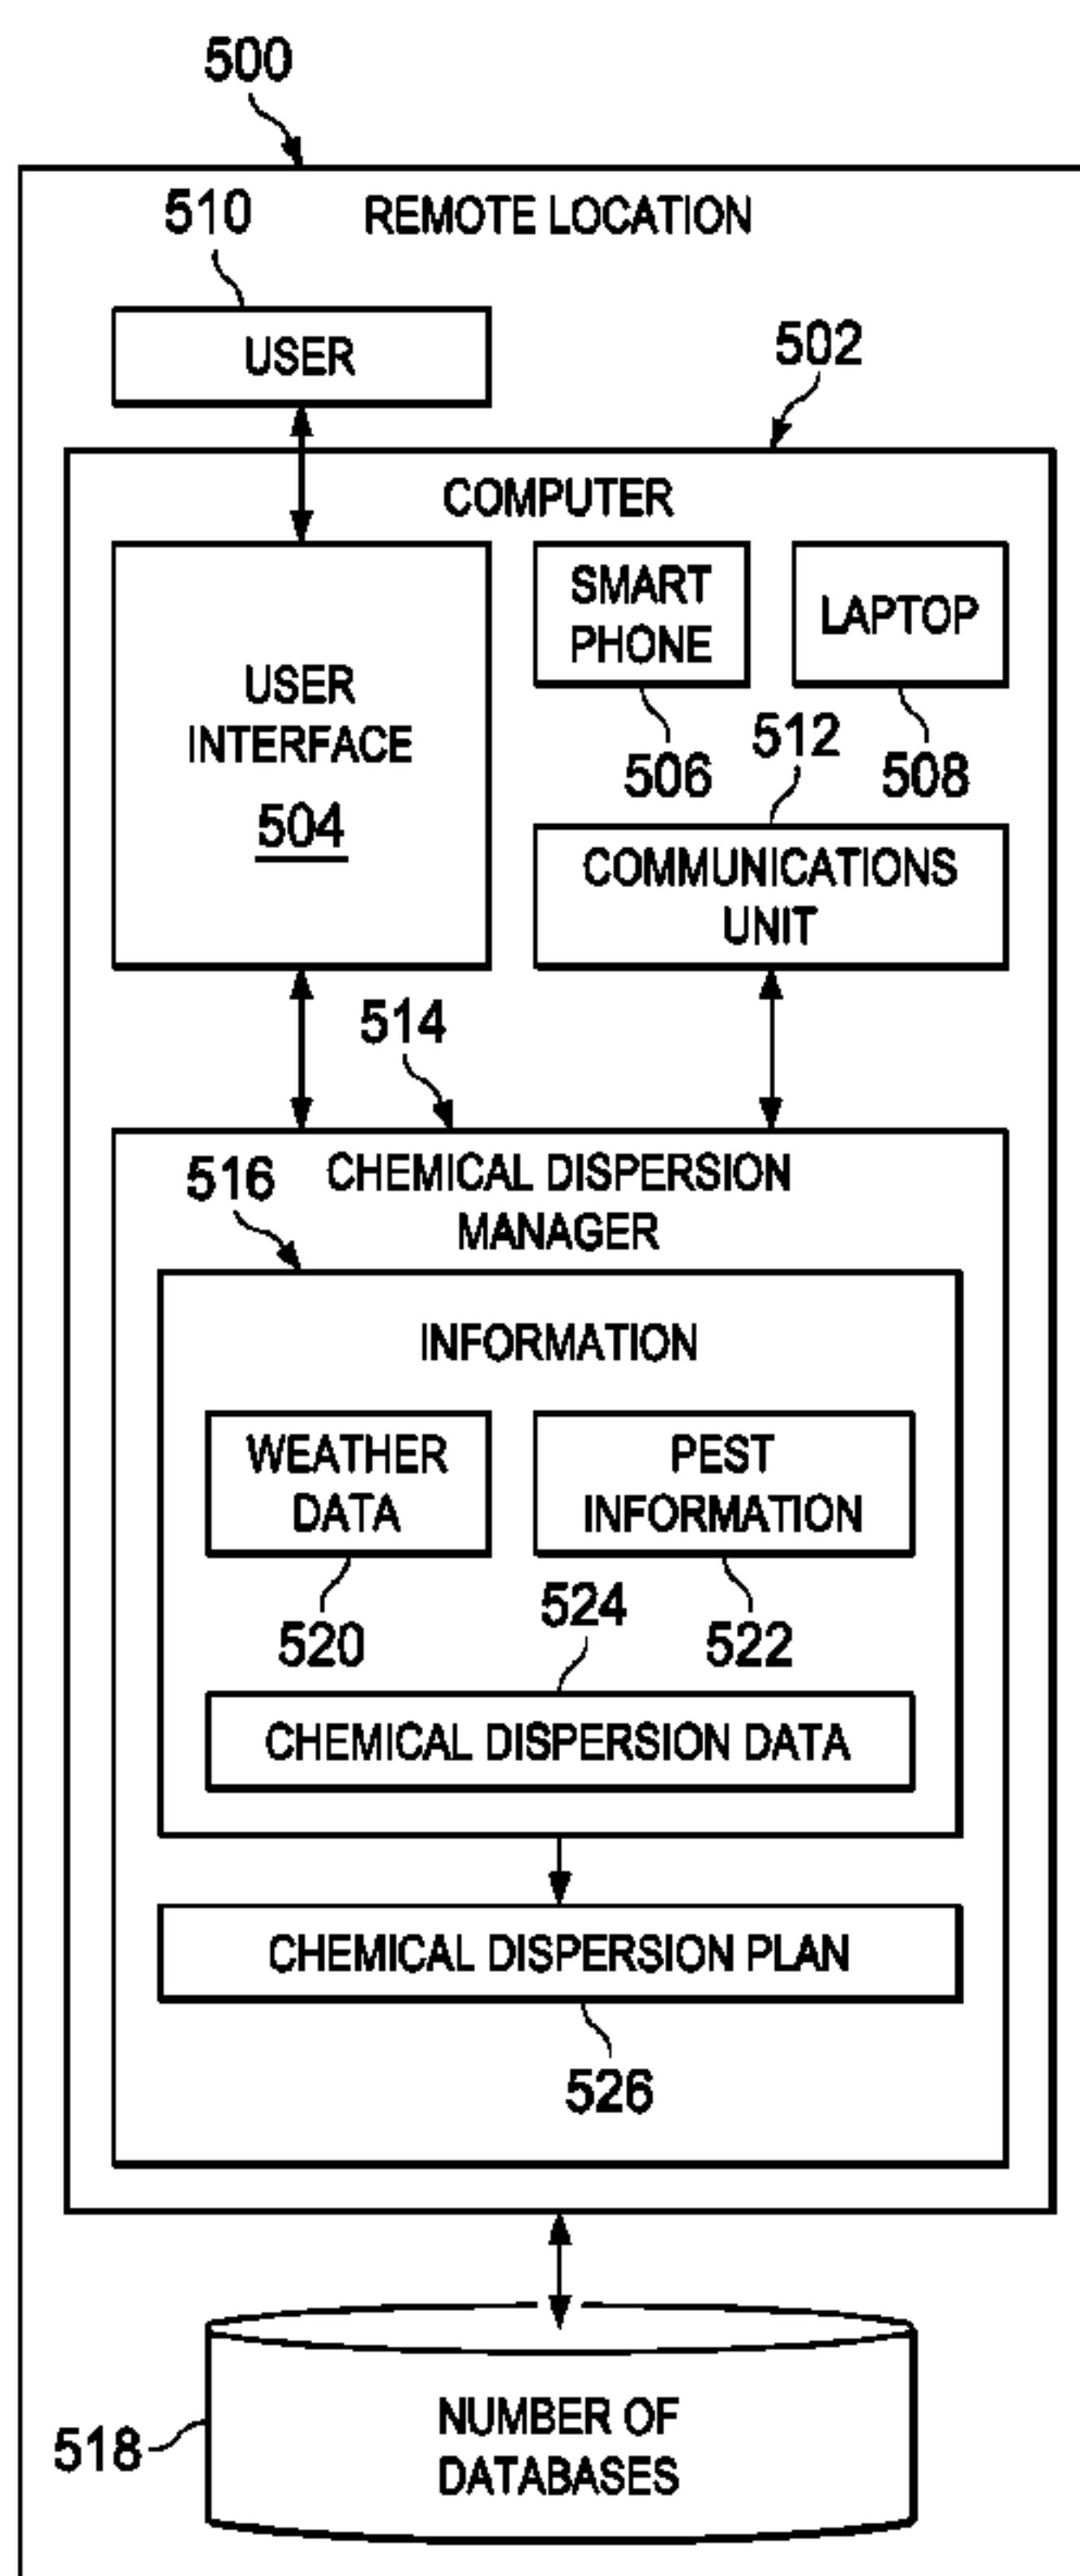 500
510
REMOTE LOCATION
USER
502
COMPUTER
USER
INTERFACE
504
SMART
PHONE
506
LAPTOP
508
512
COMMUNICATIONS
UNIT
514
516
CHEMICAL DISPERSION
MANAGER
INFORMATION
WEATHER
DATA
520
PEST
INFORMATION
522
524
CHEMICAL DISPERSION DATA
CHEMICAL DISPERSION PLAN
526
518
NUMBER OF
DATABASES